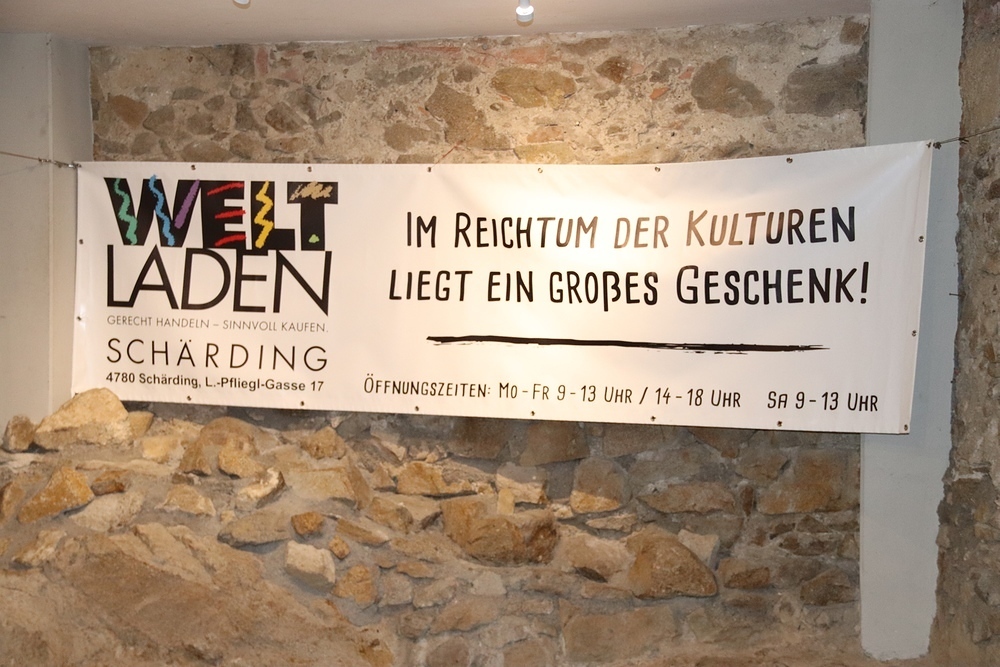 WELT
LADEN
GERECHT HANDELN – SINNVOLL KAUFEN.
SCHÄRDING
4780 Schärding, L.-Pfliegl-Gasse 17
IM REICHTUM DER KULTUREN
LIEGT EIN GROßES GESCHENK!
ÖFFNUNGSZEITEN: MO - FR 9 - 13 UHR / 14 - 18 UHR SA 9 - 13 UHR